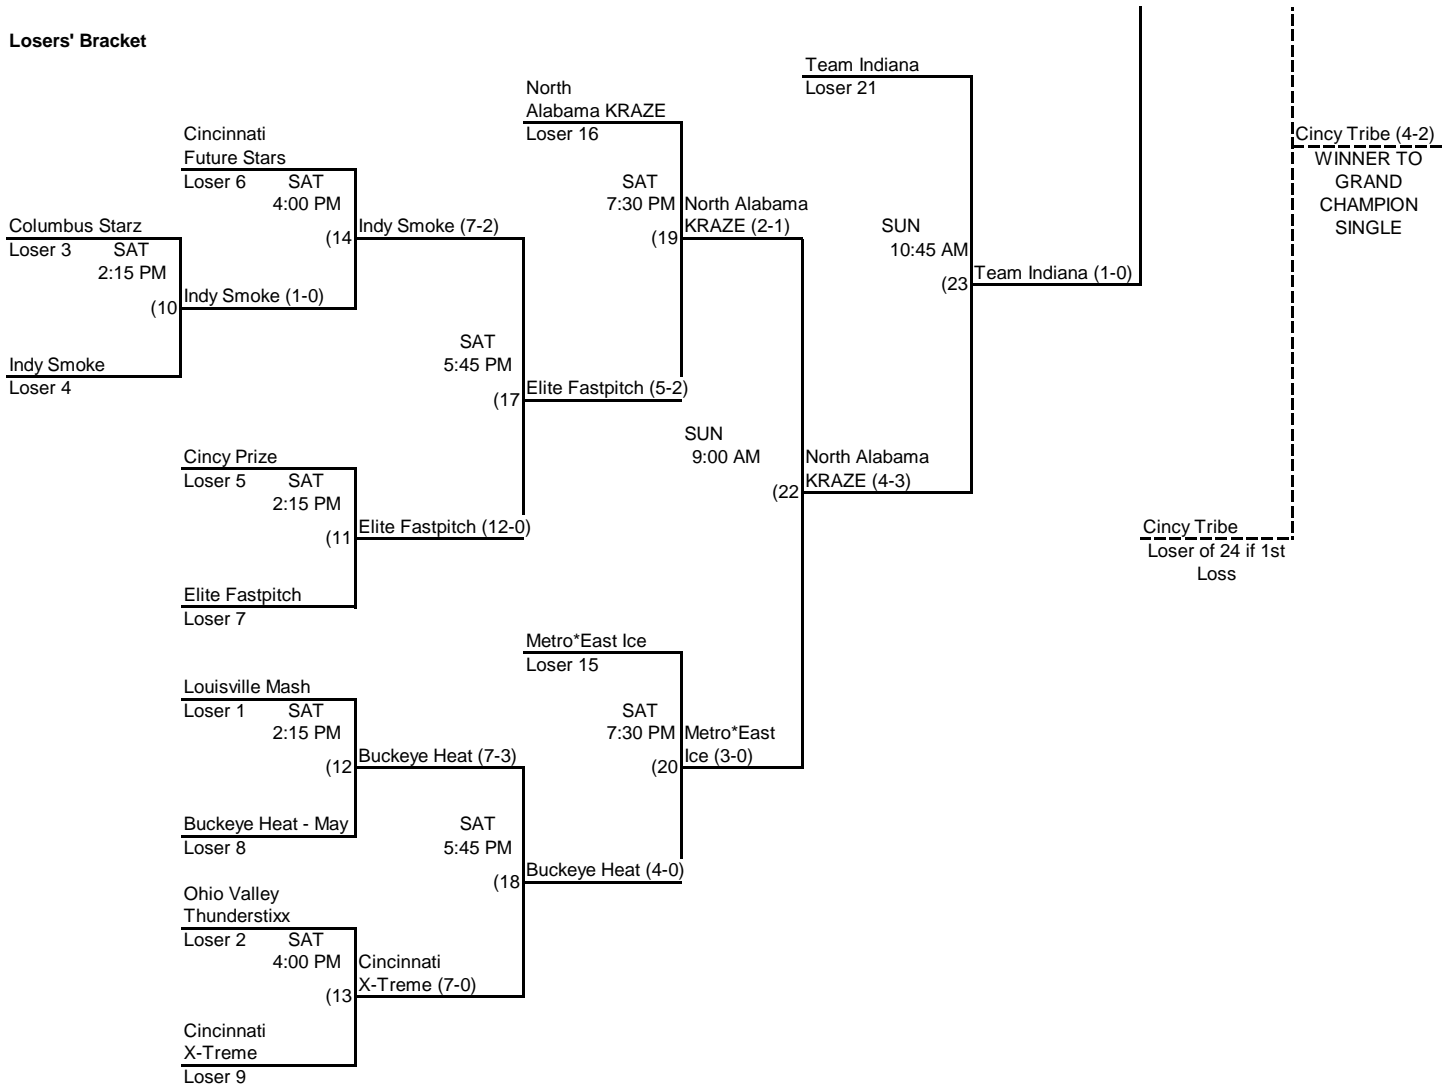 Losers' Bracket
Team Indiana
Loser 21
North
Alabama KRAZE
Loser 16
Cincinnati
Future Stars
Loser 6 SAT
4:00 PM
(14
Cincy Tribe (4-2)
WINNER TO
GRAND
CHAMPION
SINGLE
SAT
7:30 PM
(19
North Alabama
KRAZE (2-1)
Columbus Starz
Loser 3 SAT
2:15 PM
(10
Indy Smoke (7-2)
SUN
10:45 AM
(23
Team Indiana (1-0)
Indy Smoke (1-0)
Indy Smoke
Loser 4
SAT
5:45 PM
(17
Elite Fastpitch (5-2)
SUN
9:00 AM
(22
North Alabama
KRAZE (4-3)
Cincy Prize
Loser 5 SAT
2:15 PM
(11
Elite Fastpitch (12-0)
Cincy Tribe
Loser of 24 if 1st
Loss
Elite Fastpitch
Loser 7
Metro*East Ice
Loser 15
Louisville Mash
Loser 1 SAT
2:15 PM
(12
Buckeye Heat (7-3)
SAT
7:30 PM
(20
Metro*East
Ice (3-0)
Buckeye Heat - May
Loser 8
SAT
5:45 PM
(18
Buckeye Heat (4-0)
Ohio Valley
Thunderstixx
Loser 2 SAT
4:00 PM
(13
Cincinnati
X-Treme (7-0)
Cincinnati
X-Treme
Loser 9